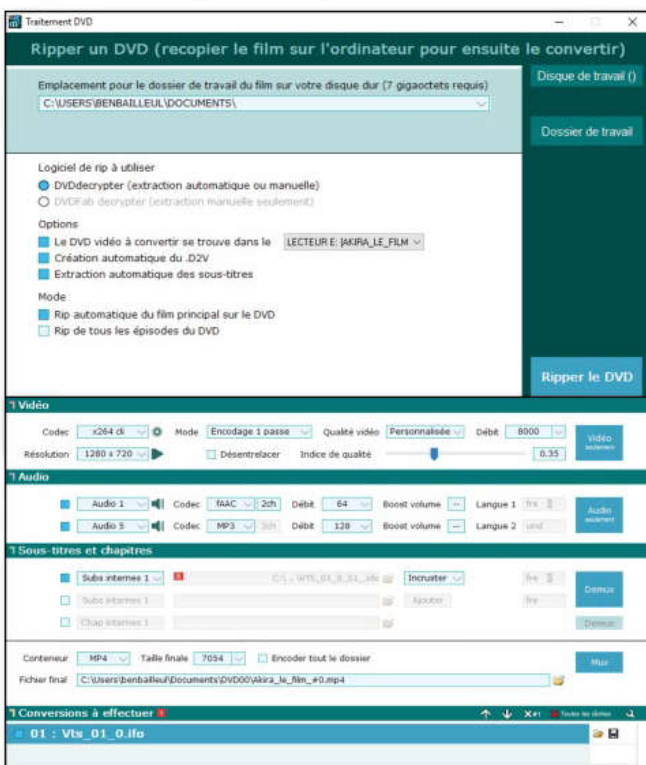 Traitement DVD
Ripper un DVD (recopier le film sur l'ordinateur pour ensuite le convertir)
Emplacement pour le dossier de travail du film sur votre disque dur (7 gigaoctets requis)
C:\USERS\BENBAILLEUL\DOCUMENTS\
Disque de travail ()
Dossier de travail
Logiciel de rip à utiliser
DVDdecrypter (extraction automatique ou manuelle)
DVDFab decrypter (extraction manuelle seulement)
Options
Le DVD vidéo à convertir se trouve dans le LECTEUR E: |AKIRA_LE_FILM
Création automatique du .D2V
Extraction automatique des sous-titres
Mode
Rip automatique du film principal sur le DVD
Rip de tous les épisodes du DVD
Ripper le DVD
Vidéo
Codec x264 cli Mode Encodage 1 passe Qualité vidéo Personnalisée Débit 8000 Vidéo seulement
Résolution 1280 x 720 Désentrelacer Indice de qualité 0.35
Audio
Audio 1 Codec fAAC 2ch Débit 64 Boost volume -- Langue 1 fre
Audio seulement
Audio 5 Codec MP3 2ch Débit 128 Boost volume -- Langue 2 und
Sous-titres et chapitres
Subs internes 1 Incruster fre Demux
Subs internes 1 Ajouter fre
Chap internes 1 Demux
Conteneur MP4 Taille finale 7054 Encoder tout le dossier Mux
Fichier final C:\Users\benbailleul\Documents\DVD00\Akira_le_film_#0.mp4
Conversions à effectuer
Toutes les tâches
01 : Vts_01_0.ifo